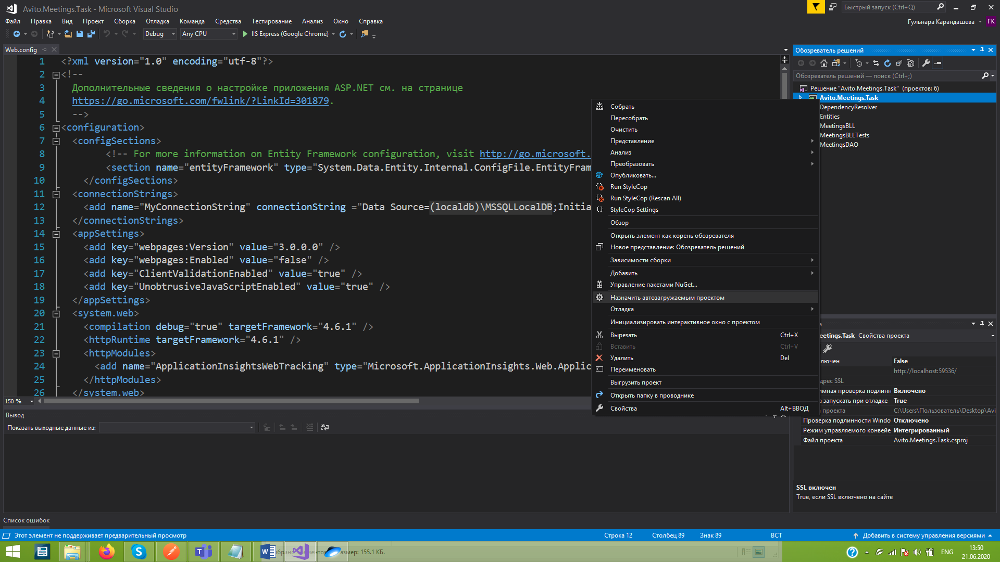 Avito.Meetings.Task - Microsoft Visual Studio
Быстрый запуск (Ctrl+Q)
Файл Правка Вид Проект Сборка Отладка Команда Средства Тестирование Анализ Окно Справка
Гульнара Карандашева ГК
Debug Any CPU IIS Express (Google Chrome)
Web.config
1 <?xml version="1.0" encoding="utf-8"?>
2 <!--
3 Дополнительные сведения о настройке приложения ASP.NET см. на странице
4 https://go.microsoft.com/fwlink/?LinkId=301879.
5 -->
6 <configuration>
7 <configSections>
8 <!-- For more information on Entity Framework configuration, visit http://go.microsoft.
9 <section name="entityFramework" type="System.Data.Entity.Internal.ConfigFile.EntityFram
10 </configSections>
11 <connectionStrings>
12 <add name="MyConnectionString" connectionString ="Data Source=(localdb)\MSSQLLocalDB;Initia
13 </connectionStrings>
14 <appSettings>
15 <add key="webpages:Version" value="3.0.0.0" />
16 <add key="webpages:Enabled" value="false" />
17 <add key="ClientValidationEnabled" value="true" />
18 <add key="UnobtrusiveJavaScriptEnabled" value="true" />
19 </appSettings>
20 <system.web>
21 <compilation debug="true" targetFramework="4.6.1" />
22 <httpRuntime targetFramework="4.6.1" />
23 <httpModules>
24 <add name="ApplicationInsightsWebTracking" type="Microsoft.ApplicationInsights.Web.Applic
25 </httpModules>
26 </system.web>
150 %
Собрать
Пересобрать
Очистить
Представление
Анализ
Преобразовать
Опубликовать...
Run StyleCop
Run StyleCop (Rescan All)
StyleCop Settings
Обзор
Открыть элемент как корень обозревателя
Новое представление: Обозреватель решений
Зависимости сборки
Добавить
Управление пакетами NuGet...
Назначить автозагружаемым проектом
Отладка
Инициализировать интерактивное окно с проектом
Вырезать Ctrl+X
Вставить Ctrl+V
Удалить Del
Переименовать
Выгрузить проект
Открыть папку в проводнике
Свойства Alt+ВВОД
Обозреватель решений
Обозреватель решений — поиск (Ctrl+;)
Решение "Avito.Meetings.Task" (проектов: 6)
Avito.Meetings.Task
DependencyResolver
Entities
MeetingsBLL
MeetingsBLLTests
MeetingsDAO
а
eetings.Task Свойства проекта
лючен False
http://localhost:59536/
дрес SSL
имная проверка подлинн Включено
а запускать при отладке True
а проекта C:\Users\Пользователь\Desktop\Avi
Проверка подлинности Windo Отключено
Режим управляемого конвейе Интегрированный
Файл проекта Avito.Meetings.Task.csproj
SSL включен
True, если SSL включено на сайте
Вывод
Показать выходные данные из:
Список ошибок
Этот элемент не поддерживает предварительный просмотр
Строка 12 Столбец 89 Знак 89 ВСТ
Добавить в систему управления версиями
155.1 КБ.
ENG
13:50
21.06.2020